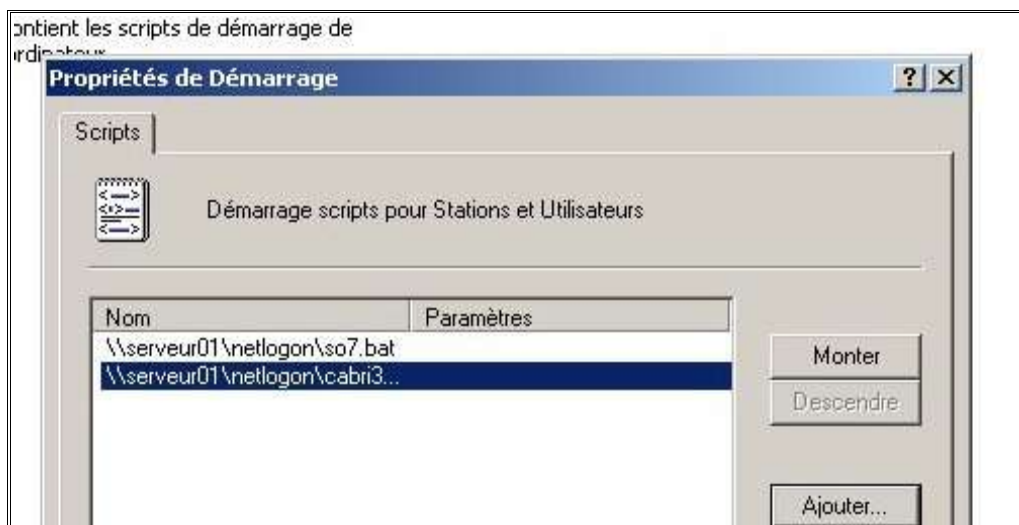 ontient les scripts de démarrage de
Propriétés de Démarrage
Scripts
Démarrage scripts pour Stations et Utilisateurs
Nom Paramètres
\\serveur01\netlogon\so7.bat
\\serveur01\netlogon\cabri3...
Monter
Descendre
Ajouter...